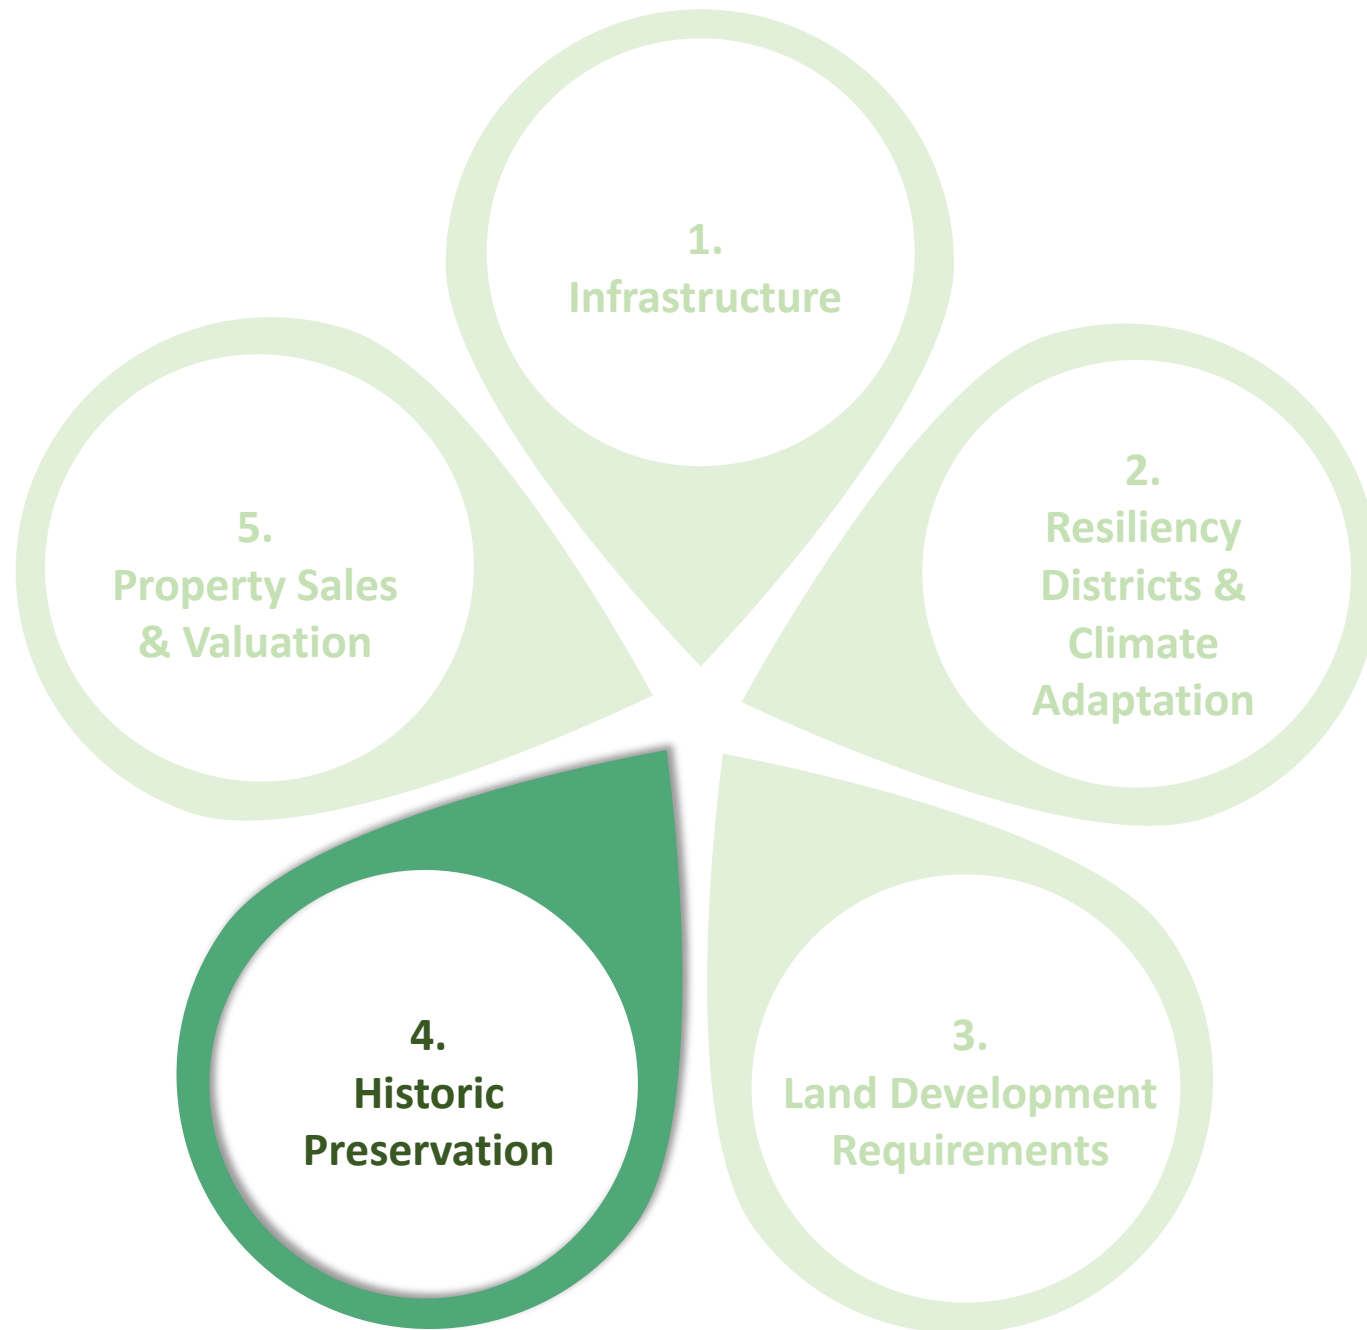 1.
Infrastructure
2.
Resiliency
Districts &
Climate
Adaptation
3.
Land Development
Requirements
4.
Historic
Preservation
5.
Property Sales
& Valuation